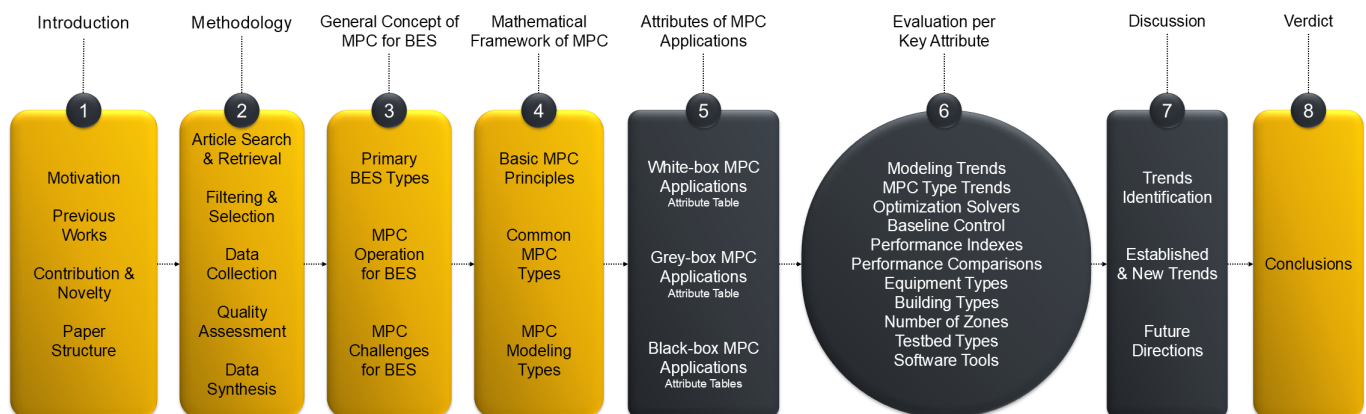 Introduction
1
Motivation
Previous
Works
Contribution &
Novelty
Paper
Structure
Methodology
2
Article Search
& Retrieval
Filtering &
Selection
Data
Collection
Quality
Assessment
Data
Synthesis
General Concept of
MPC for BES
3
Primary
BES Types
MPC
Operation
for BES
MPC
Challenges
for BES
Mathematical
Framework of MPC
4
Basic MPC
Principles
Common
MPC
Types
MPC
Modeling
Types
Attributes of MPC
Applications
5
White-box MPC
Applications
Attribute Table
Grey-box MPC
Applications
Attribute Table
Black-box MPC
Applications
Attribute Tables
Evaluation per
Key Attribute
6
Modeling Trends
MPC Type Trends
Optimization Solvers
Baseline Control
Performance Indexes
Performance Comparisons
Equipment Types
Building Types
Number of Zones
Testbed Types
Software Tools
Discussion
7
Trends
Identification
Established
& New Trends
Future
Directions
Verdict
8
Conclusions